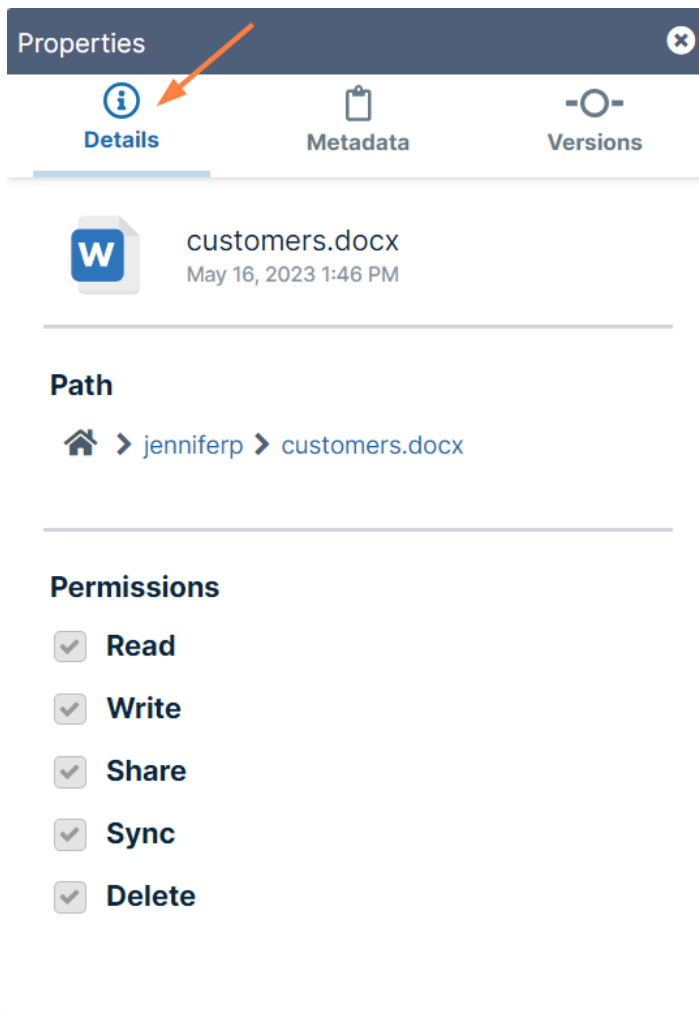 Properties
Details Metadata Versions
W
customers.docx
May 16, 2023 1:46 PM
Path
jenniferp customers.docx
Permissions
Read
Write
Share
Sync
Delete